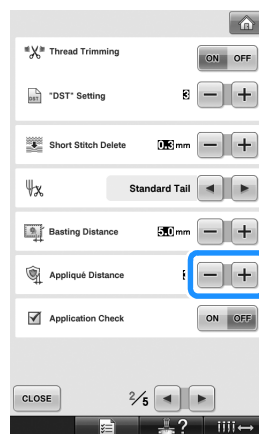 Thread Trimming ON OFF
DST "DST" Setting 3 − +
Short Stitch Delete 0.3 mm − +
Standard Tail
Basting Distance 5.0 mm − +
Appliqué Distance − +
Application Check ON OFF
CLOSE 2/5
?